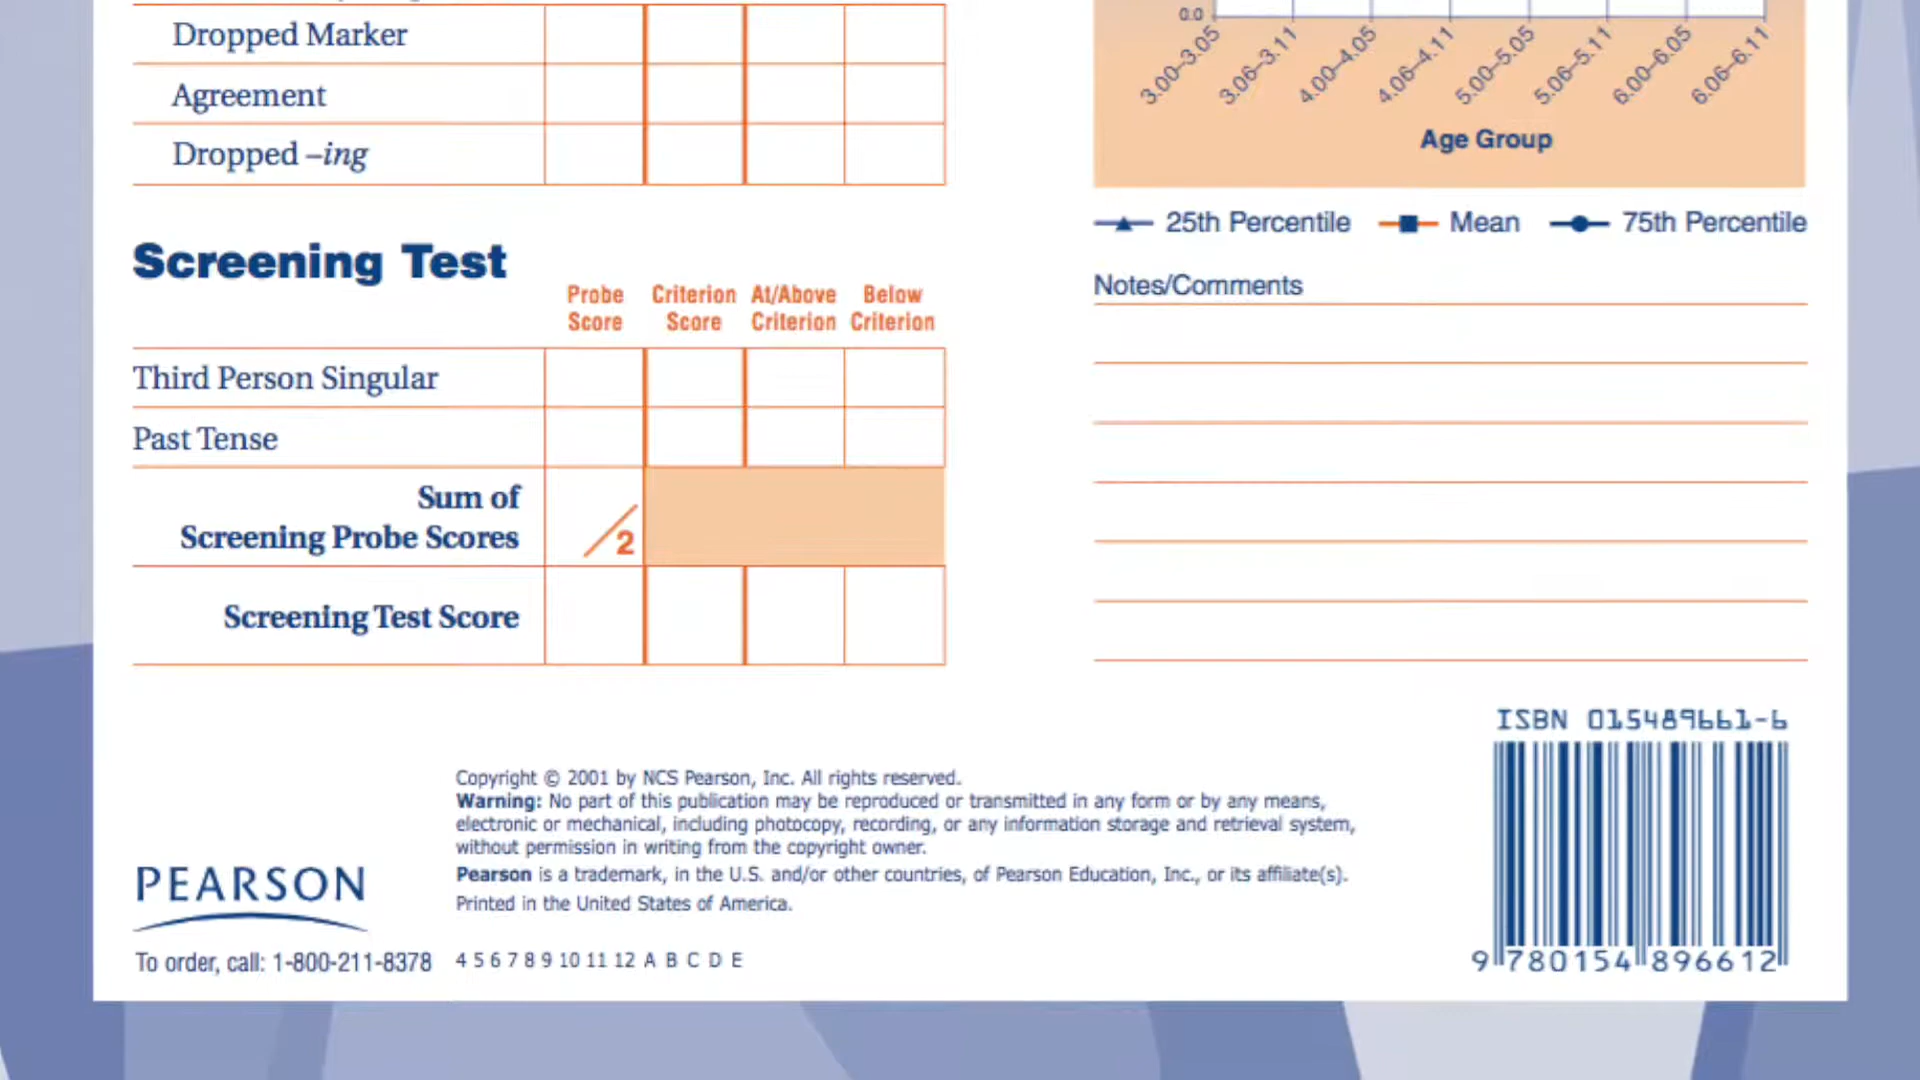 Dropped Marker
Agreement
Dropped –ing
Screening Test
Probe Score
Criterion Score
At/Above Criterion
Below Criterion
Third Person Singular
Past Tense
Sum of
Screening Probe Scores
/2
Screening Test Score
0.0
3.00–3.05
3.06–3.11
4.00–4.05
4.06–4.11
5.00–5.05
5.06–5.11
6.00–6.05
6.06–6.11
Age Group
25th Percentile Mean 75th Percentile
Notes/Comments
ISBN 015489661-6
9 780154 896612
Copyright © 2001 by NCS Pearson, Inc. All rights reserved.
Warning: No part of this publication may be reproduced or transmitted in any form or by any means,
electronic or mechanical, including photocopy, recording, or any information storage and retrieval system,
without permission in writing from the copyright owner.
Pearson is a trademark, in the U.S. and/or other countries, of Pearson Education, Inc., or its affiliate(s).
Printed in the United States of America.
PEARSON
To order, call: 1-800-211-8378
4 5 6 7 8 9 10 11 12 A B C D E